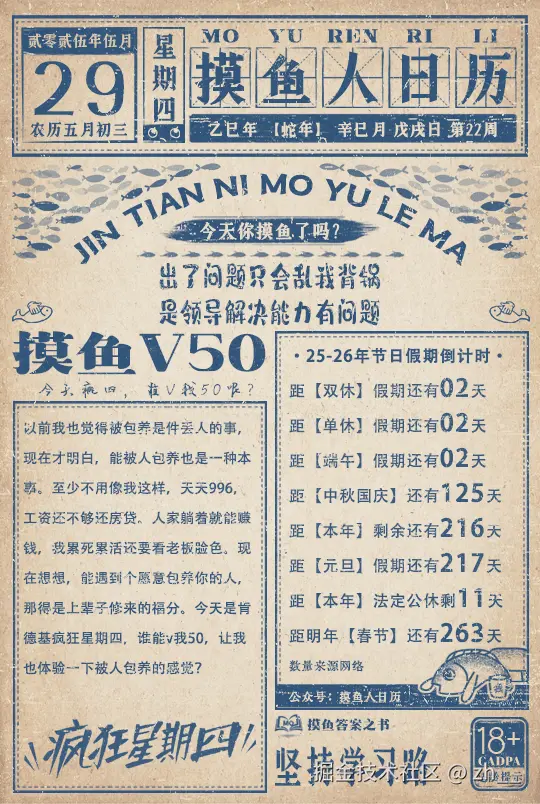 贰零贰伍年伍月
29
农历五月初三
星期四
MO YU REN RI LI
摸鱼人日历
乙巳年 【蛇年】 辛巳月 戊戌日 第22周
JIN TIAN NI MO YU LE MA
今天你摸鱼了吗?
出了问题只会乱我背锅
是领导解决能力有问题
摸鱼V50
今天疯四，谁V我50呢?
以前我也觉得被包养是件丢人的事，
现在才明白，能被人包养也是一种本
事。至少不用像我这样，天天996，
工资还不够还房贷。人家躺着就能赚
钱，我累死累活还要看老板脸色。现
在想想，能遇到个愿意包养你的人，
那得是上辈子修来的福分。今天是肯
德基疯狂星期四，谁能v我50，让我
也体验一下被人包养的感觉?
疯狂星期四
·25-26年节日假期倒计时·
距【双休】假期还有02天
距【单休】假期还有02天
距【端午】假期还有02天
距【中秋国庆】还有125天
距【本年】剩余还有216天
距【元旦】假期还有217天
距【本年】法定公休剩11天
距明年【春节】还有263天
数量来源网络
公众号：摸鱼人日历
MO
摸鱼答案之书
坚持学习哈
18+
CADPA
提示
掘金技术社区 @ zh